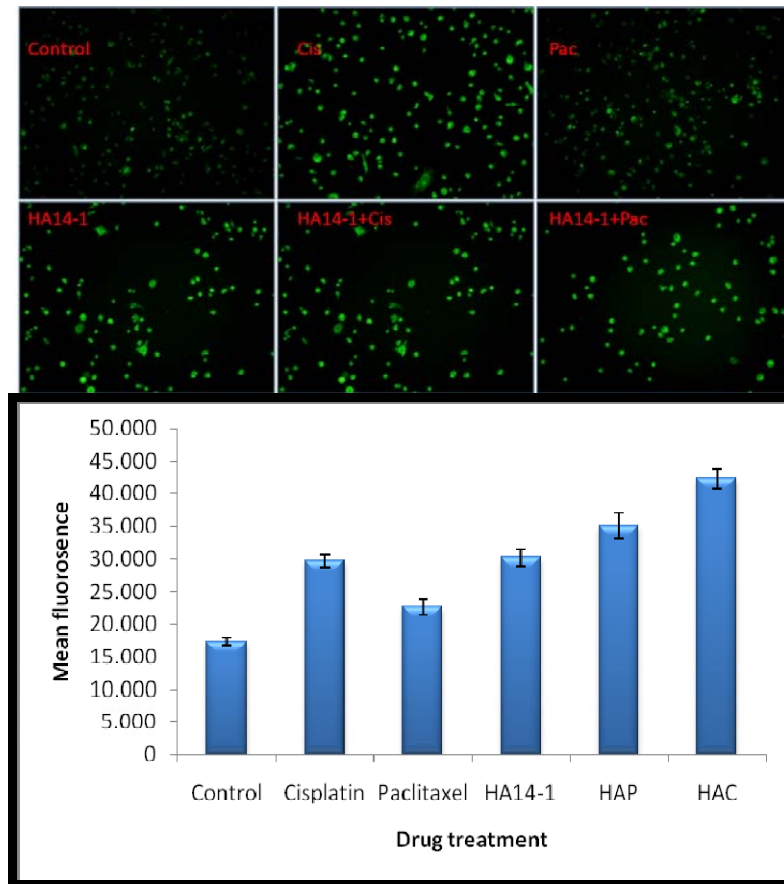 Control
Cis
Pac
HA14-1
HA14-1+Cis
HA14-1+Pac
50.000
45.000
40.000
35.000
30.000
25.000
20.000
15.000
10.000
5.000
0
Mean fluorosence
Control Cisplatin Paclitaxel HA14-1 HAP HAC
Drug treatment